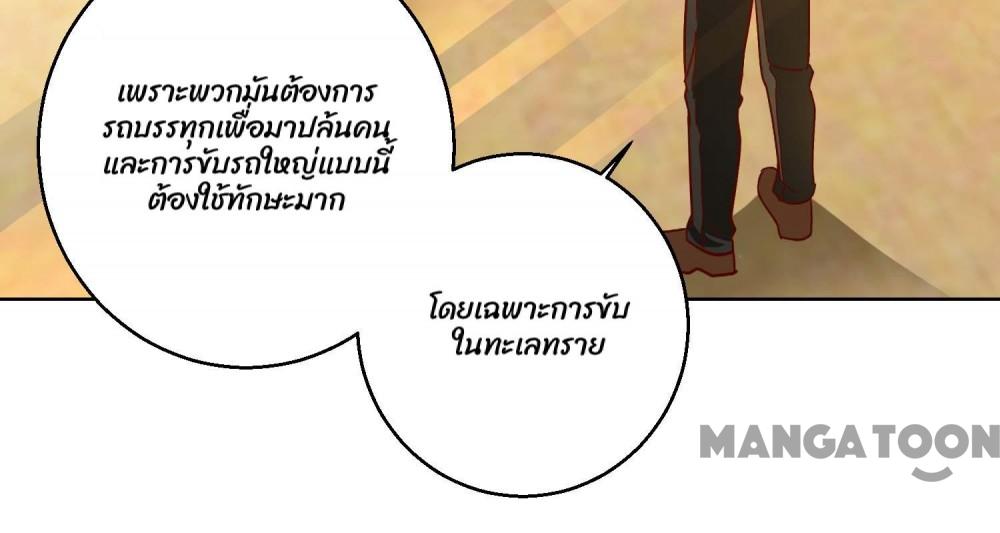 เพราะพวกมันต้องการ
รถบรรทุกเพื่อมาปล้นคน
และการขับรถใหญ่แบบนี้
ต้องใช้ทักษะมาก
โดยเฉพาะการขับ
ในทะเลทราย
MANGA TOON